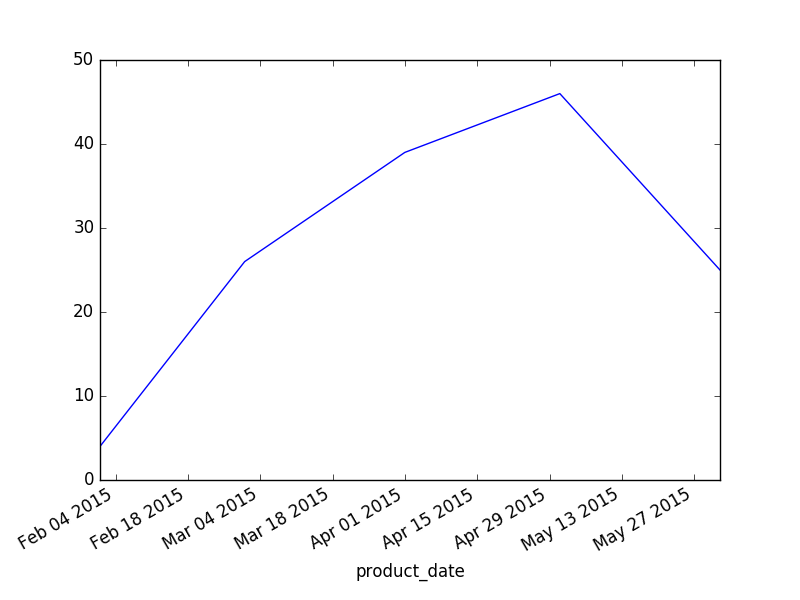 50
40
30
20
10
0
Feb 04 2015
Feb 18 2015
Mar 04 2015
Mar 18 2015
Apr 01 2015
Apr 15 2015
Apr 29 2015
May 13 2015
May 27 2015
product_date